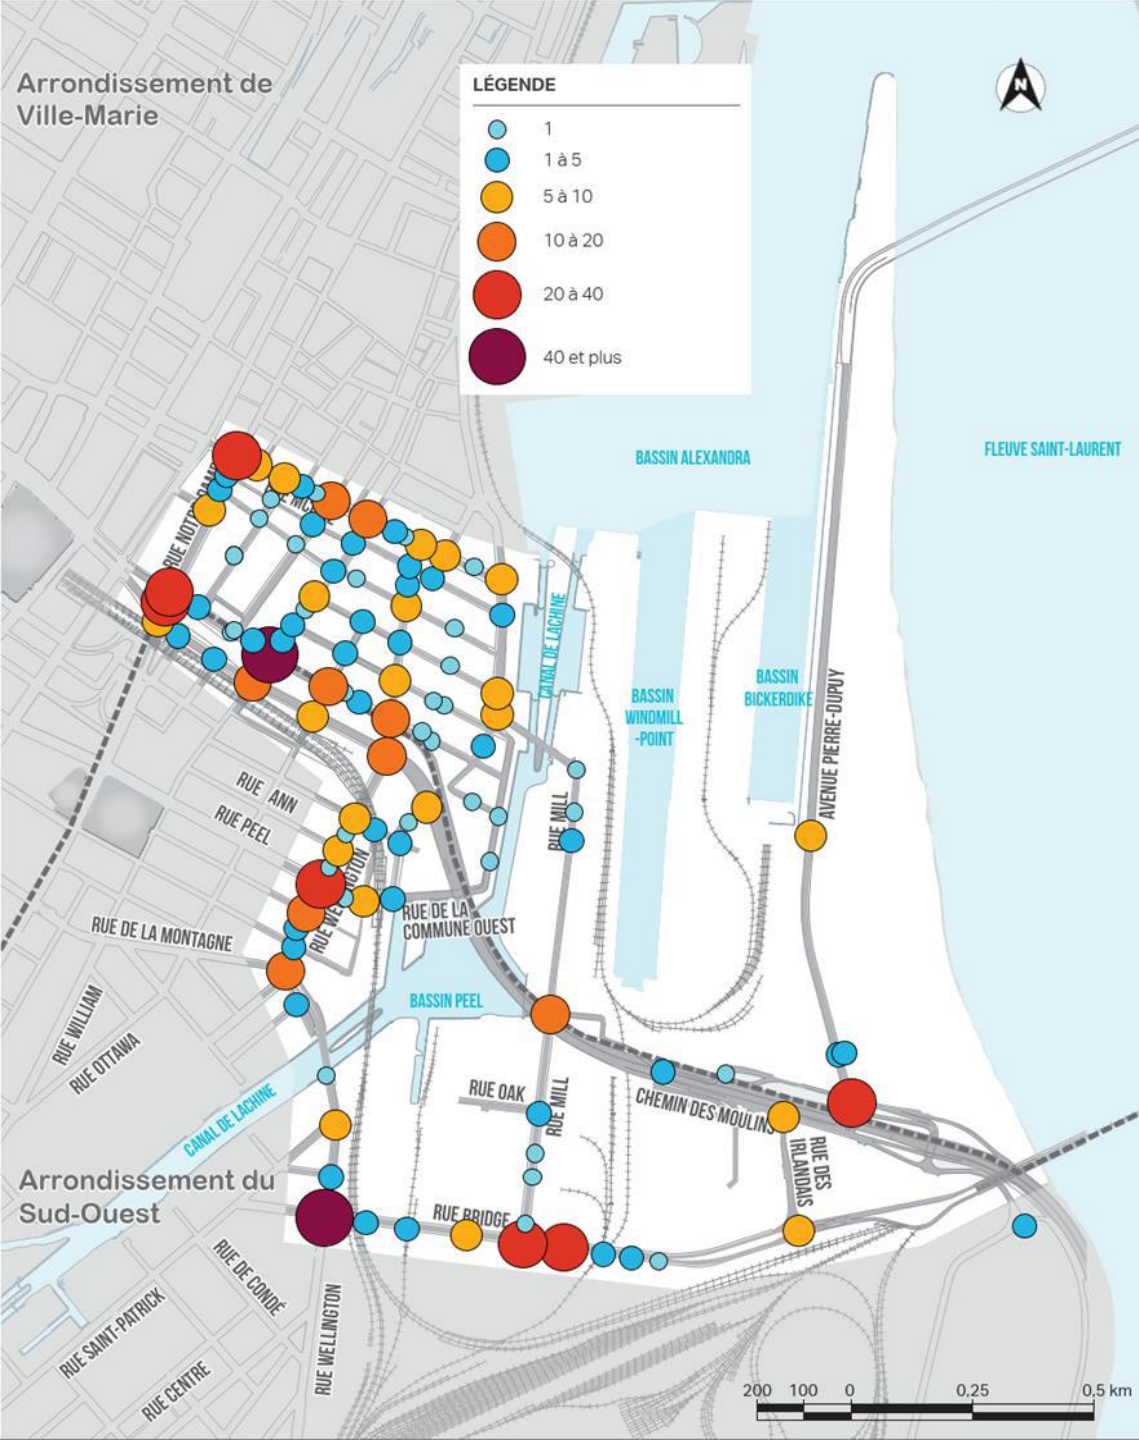 Arrondissement de
Ville-Marie
LÉGENDE
1
1 à 5
5 à 10
10 à 20
20 à 40
40 et plus
N
BASSIN ALEXANDRA
FLEUVE SAINT-LAURENT
RUE NOTRE-DAME
CANAL DE LACHINE
BASSIN
WINDMILL
-POINT
BASSIN
BICKERDIKE
AVENUE PIERRE-DUPUY
RUE ANN
RUE PEEL
RUE MILL
RUE WELLINGTON
RUE DE LA
COMMUNE OUEST
RUE DE LA MONTAGNE
BASSIN PEEL
RUE WILLIAM
RUE OTTAWA
CANAL DE LACHINE
RUE OAK
RUE MILL
CHEMIN DES MOULINS
RUE DES
IRLANDAIS
Arrondissement du
Sud-Ouest
RUE BRIDGE
RUE DE CONDÉ
RUE SAINT-PATRICK
RUE CENTRE
RUE WELLINGTON
200 100 0 0,25 0,5 km